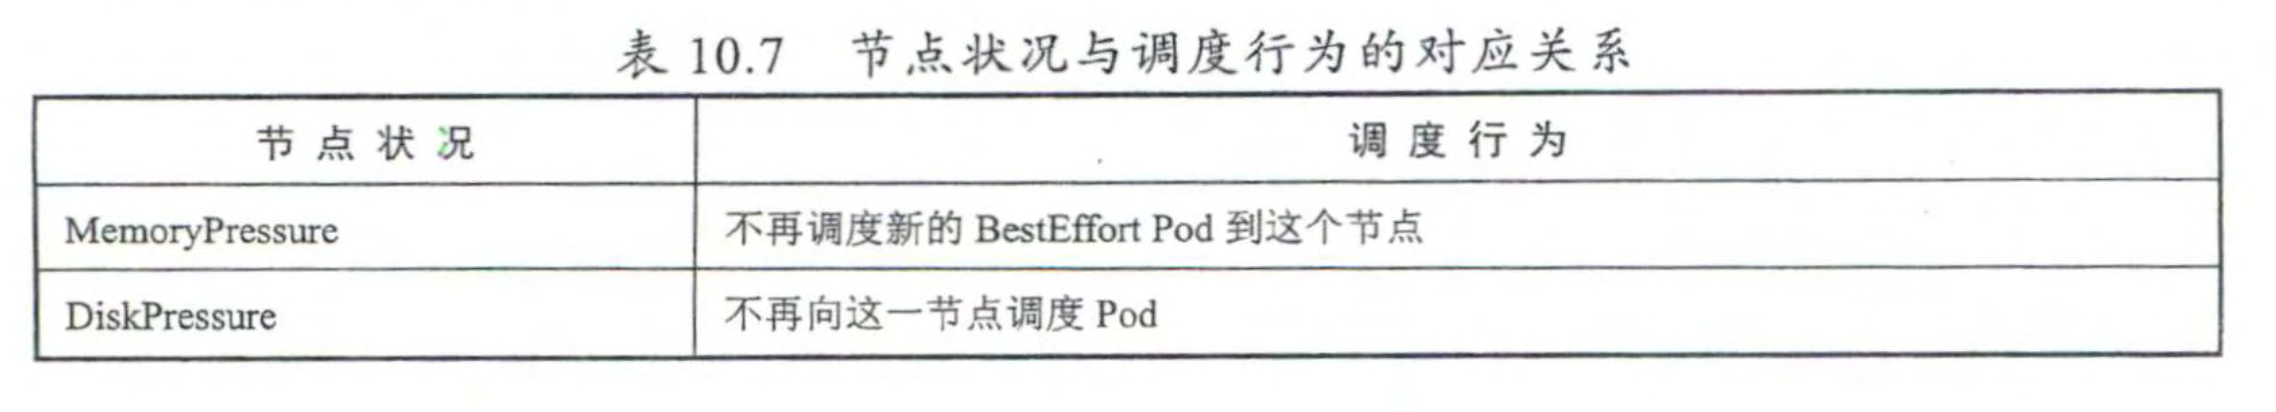 表 10.7 节点状况与调度行为的对应关系
节点状况 调度行为
MemoryPressure 不再调度新的 BestEffort Pod 到这个节点
DiskPressure 不再向这一节点调度 Pod